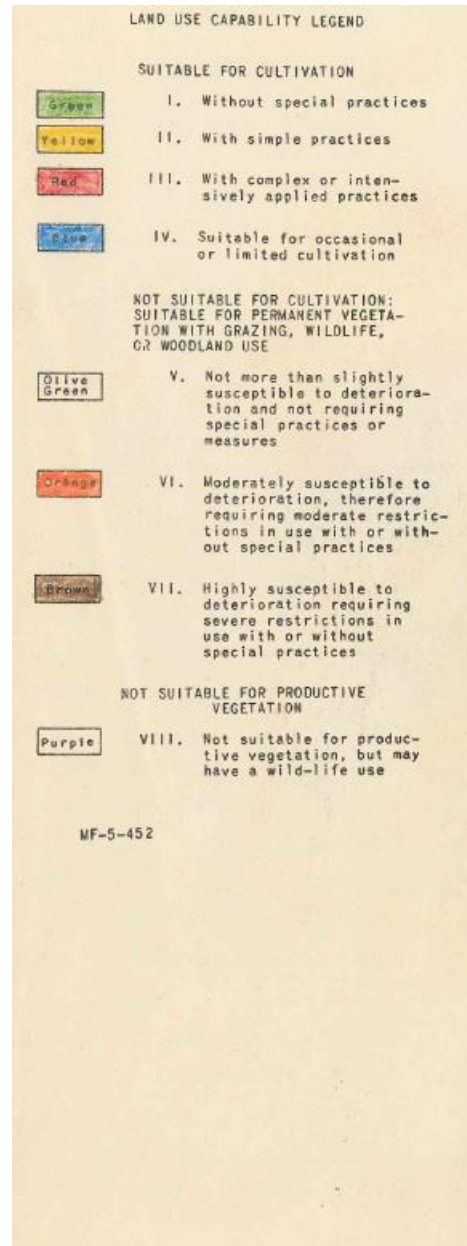 LAND USE CAPABILITY LEGEND
SUITABLE FOR CULTIVATION
Green I. Without special practices
Yellow II. With simple practices
Red III. With complex or inten-
sively applied practices
Blue IV. Suitable for occasional
or limited cultivation
NOT SUITABLE FOR CULTIVATION:
SUITABLE FOR PERMANENT VEGETA-
TION WITH GRAZING, WILDLIFE,
OR WOODLAND USE
Olive
Green
V. Not more than slightly
susceptible to deteriora-
tion and not requiring
special practices or
measures
Orange VI. Moderately susceptible to
deterioration, therefore
requiring moderate restric-
tions in use with or with-
out special practices
Brown VII. Highly susceptible to
deterioration requiring
severe restrictions in
use with or without
special practices
NOT SUITABLE FOR PRODUCTIVE
VEGETATION
Purple VIII. Not suitable for produc-
tive vegetation, but may
have a wild-life use
MF-5-452